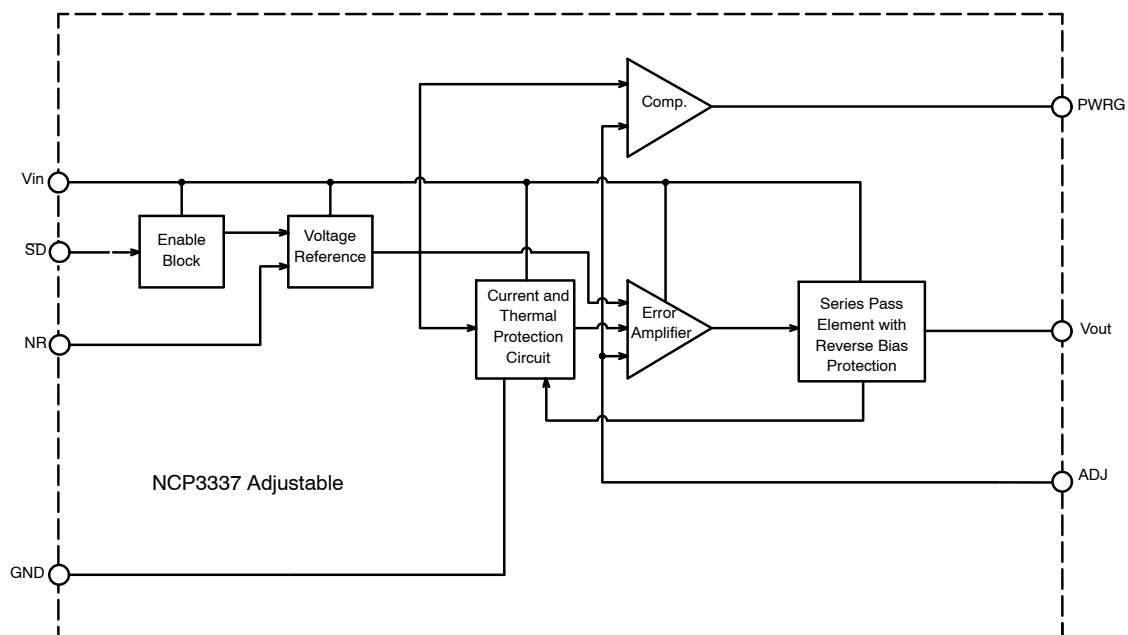 Comp.
PWRG
Vin
SD
Enable
Block
Voltage
Reference
NR
Current and
Thermal
Protection
Circuit
Error
Amplifier
Series Pass
Element with
Reverse Bias
Protection
Vout
ADJ
NCP3337 Adjustable
GND